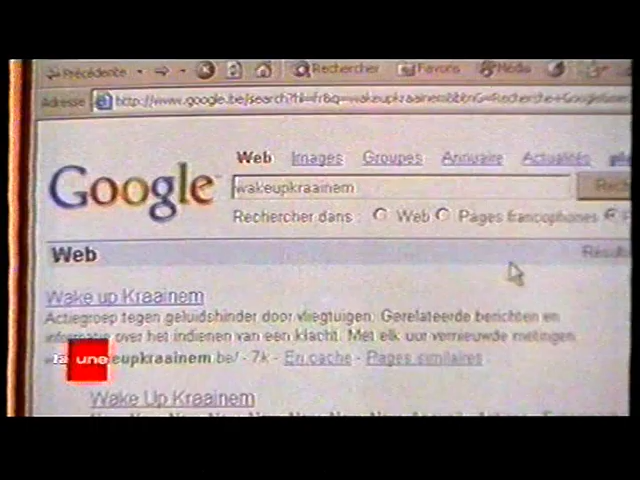 Précédente Rechercher Favoris Média
Adresse http://www.google.be/search?hl=fr&q=wakeupkraainem&btnG=Recherche+Google
Web Images Groupes Annuaire Actualités
Google wakeupkraainem
Rechercher dans : Web Pages francophones
Web
Wake up Kraainem
Actiegroep tegen geluidshinder door vliegtuigen. Gerelateerde berichten en
informatie over het indienen van een klacht. Met elk uur vernieuwde metingen
eupkraainem.be/ - 7k - En cache - Pages similaires
la une
Wake Up Kraainem